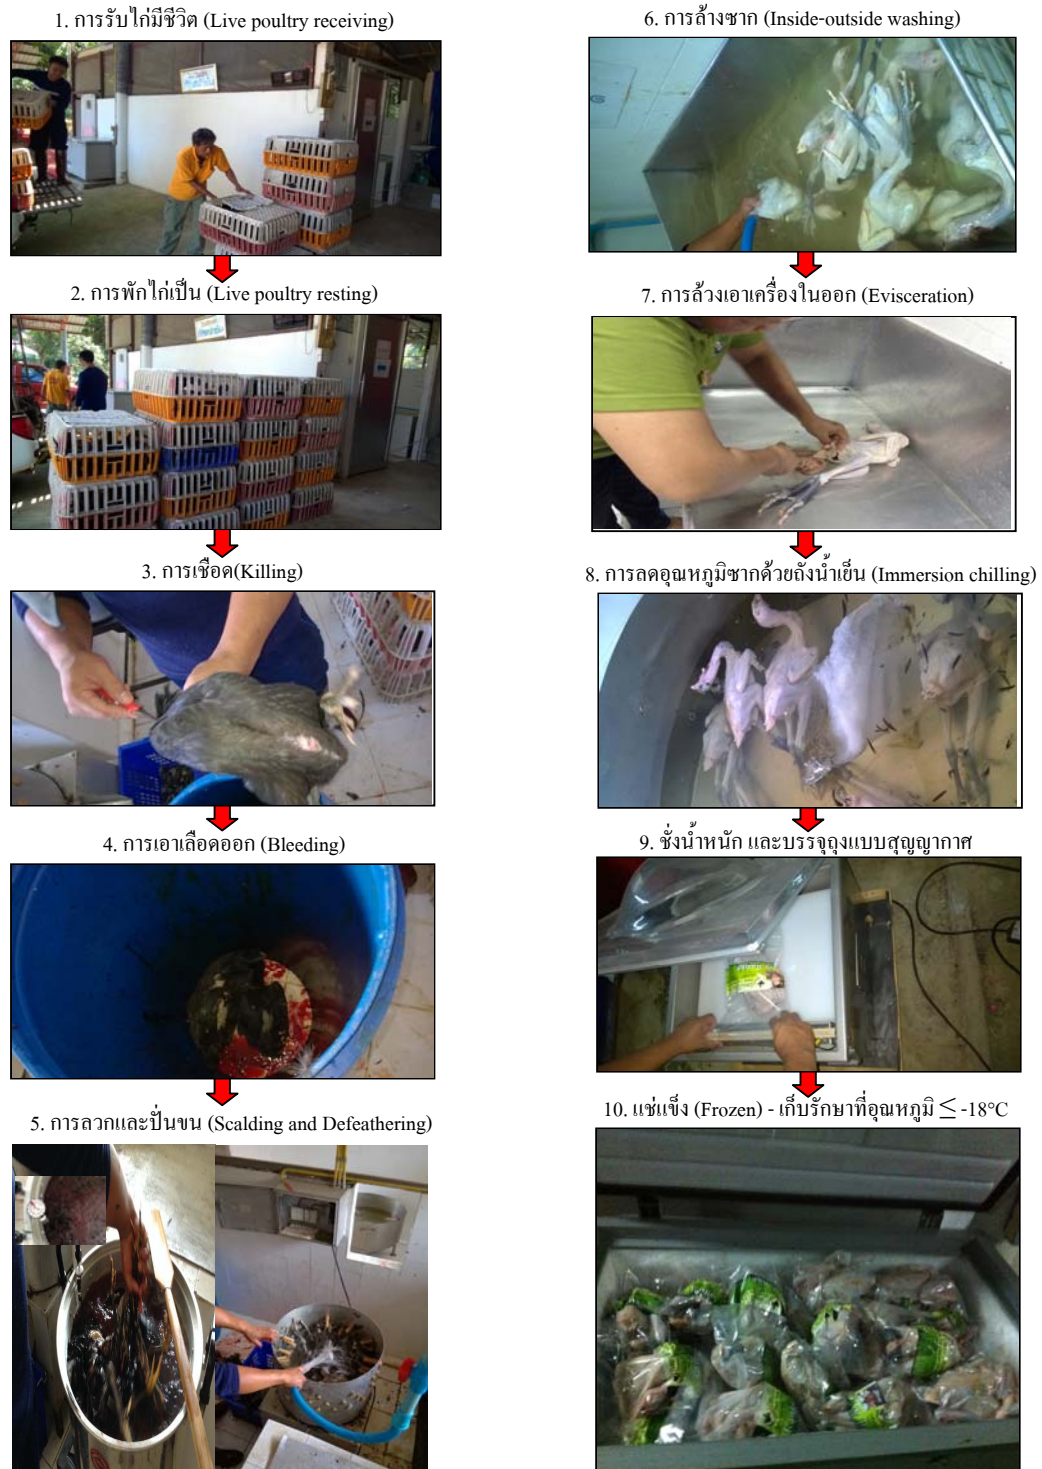 1. การรับไก่มีชีวิต (Live poultry receiving)
2. การพักไก่เป็น (Live poultry resting)
3. การเชือด(Killing)
4. การเอาเลือดออก (Bleeding)
5. การลวกและปั่นขน (Scalding and Defeathering)
6. การล้างซาก (Inside-outside washing)
7. การล้วงเอาเครื่องในออก (Evisceration)
8. การลดอุณหภูมิซากด้วยถังน้ำเย็น (Immersion chilling)
9. ชั่งน้ำหนัก และบรรจุถุงแบบสุญญากาศ
10. แช่แข็ง (Frozen) - เก็บรักษาที่อุณหภูมิ ≤ -18°C